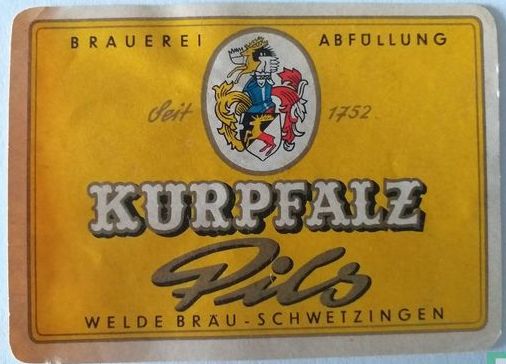 BRAUEREI ABFÜLLUNG
Seit 1752
KURPFALZ
Pils
WELDE BRÄU-SCHWETZINGEN